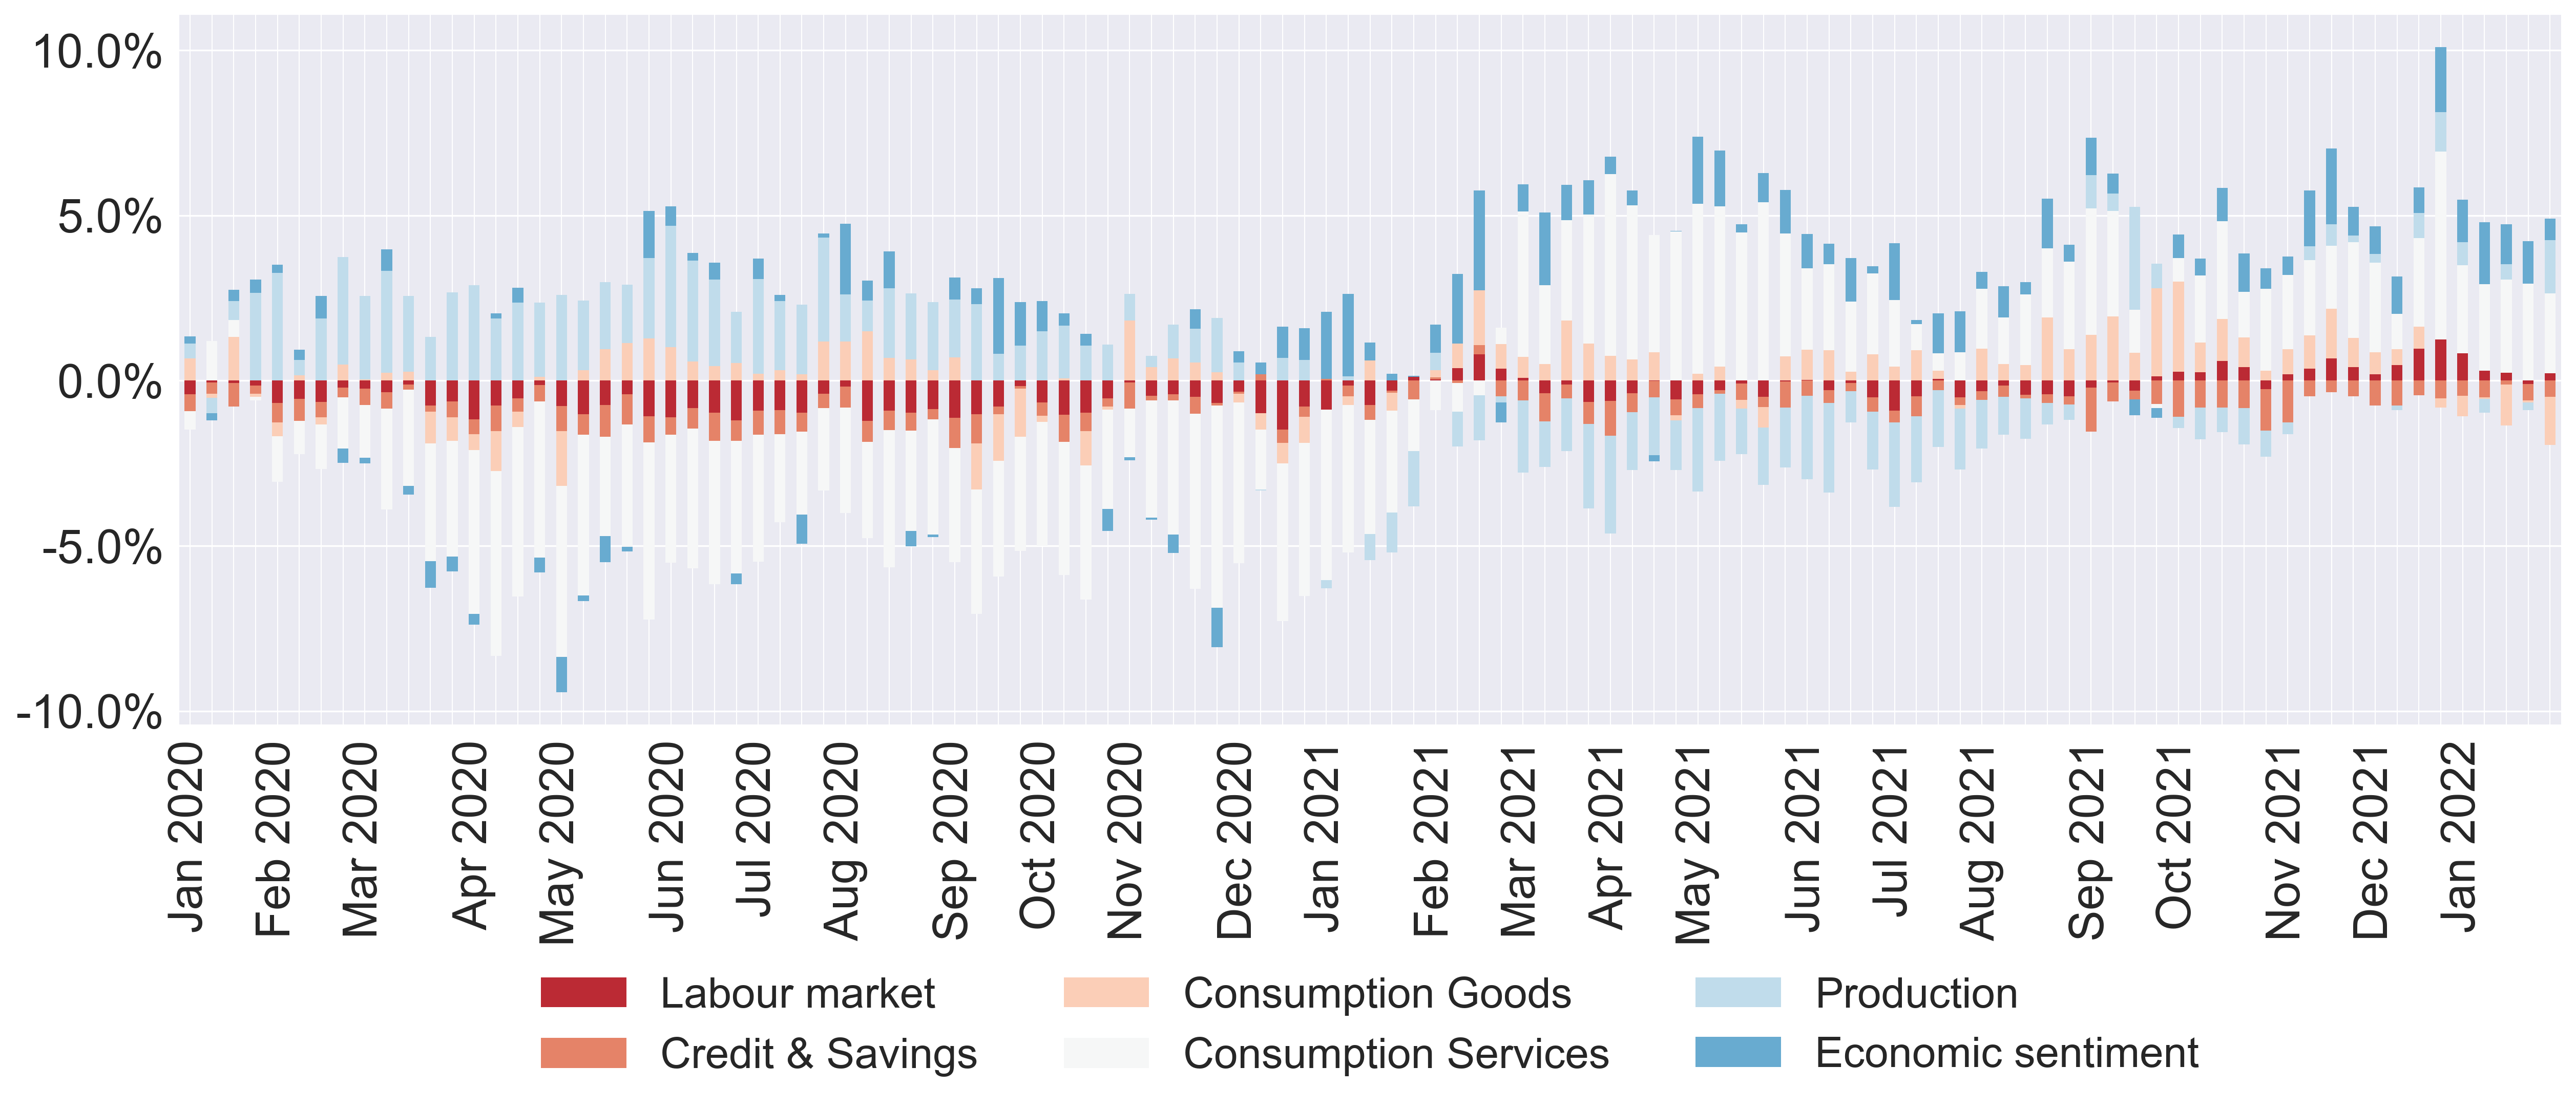 10.0%
5.0%
0.0%
-5.0%
-10.0%
Jan 2020
Feb 2020
Mar 2020
Apr 2020
May 2020
Jun 2020
Jul 2020
Aug 2020
Sep 2020
Oct 2020
Nov 2020
Dec 2020
Jan 2021
Feb 2021
Mar 2021
Apr 2021
May 2021
Jun 2021
Jul 2021
Aug 2021
Sep 2021
Oct 2021
Nov 2021
Dec 2021
Jan 2022
Labour market
Credit & Savings
Consumption Goods
Consumption Services
Production
Economic sentiment